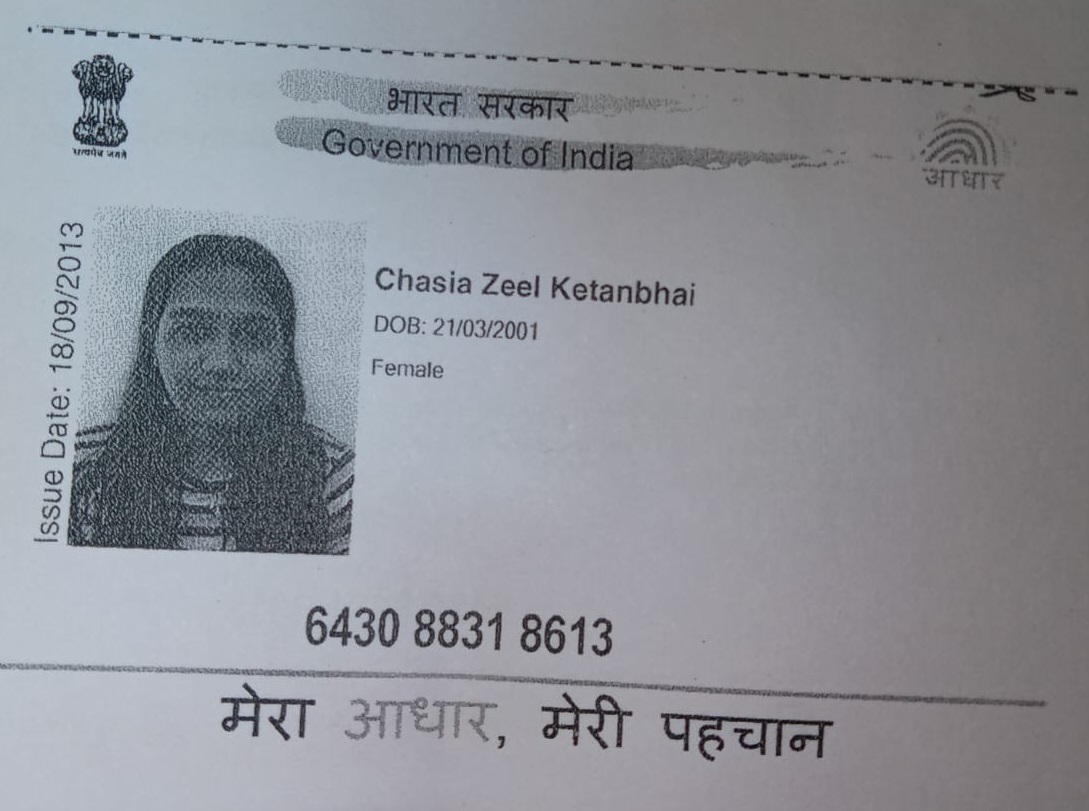 भारत सरकार
Government of India
सत्यमेव जयते
आधार
Issue Date: 18/09/2013
Chasia Zeel Ketanbhai
DOB: 21/03/2001
Female
6430 8831 8613
मेरा आधार, मेरी पहचान